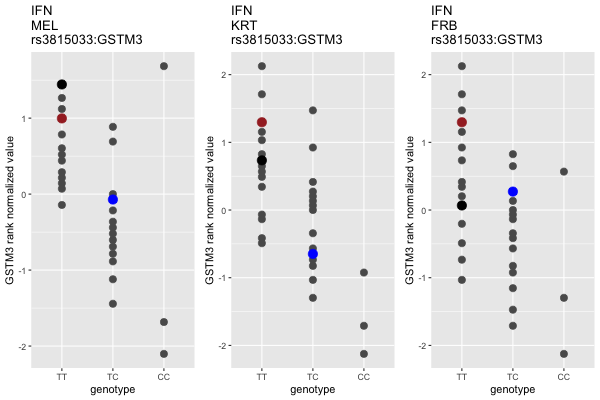 IFN
MEL
rs3815033:GSTM3
GSTM3 rank normalized value
1
0
-1
-2
TT
TC
CC
genotype
IFN
KRT
rs3815033:GSTM3
GSTM3 rank normalized value
2
1
0
-1
-2
TT
TC
CC
genotype
IFN
FRB
rs3815033:GSTM3
GSTM3 rank normalized value
2
1
0
-1
-2
TT
TC
CC
genotype